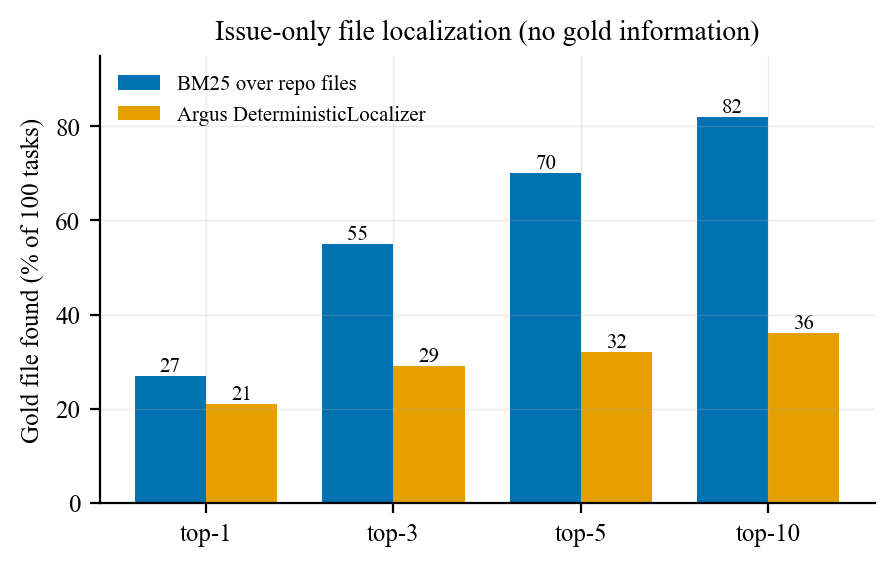 Issue-only file localization (no gold information)
BM25 over repo files
Argus DeterministicLocalizer
Gold file found (% of 100 tasks)
80
60
40
20
0
27
21
55
29
70
32
82
36
top-1
top-3
top-5
top-10